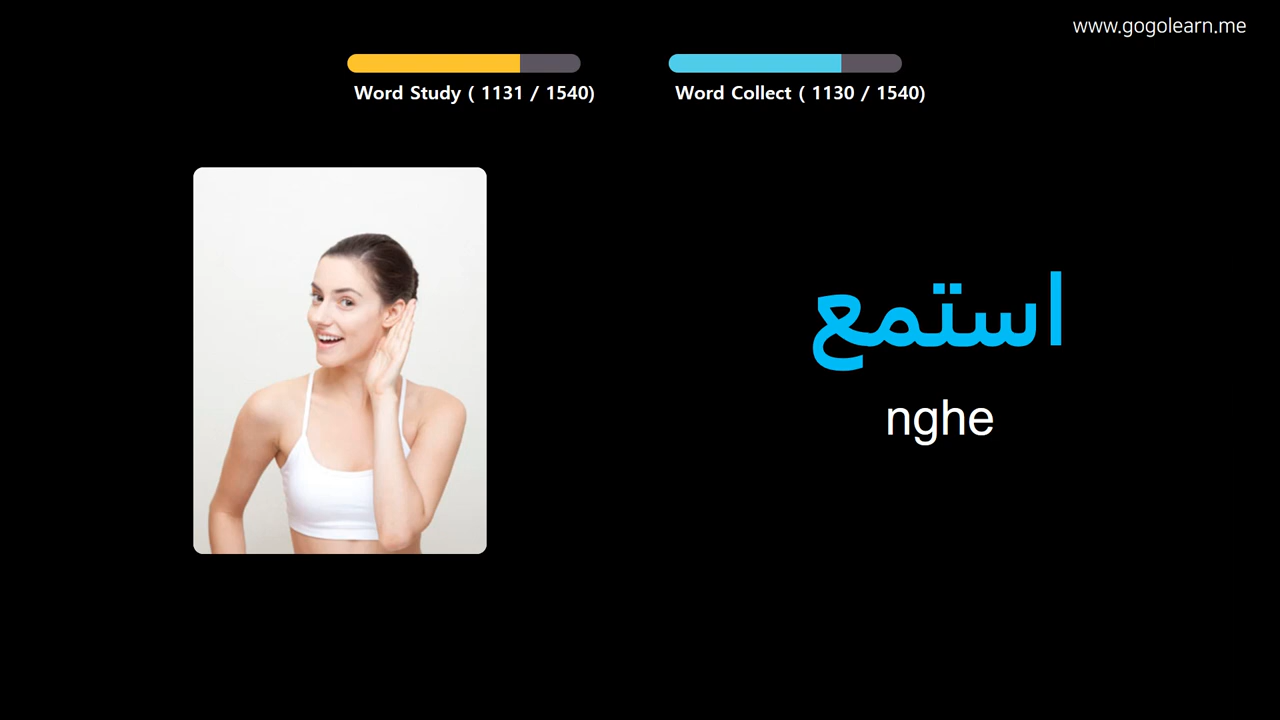 www.gogolearn.me
Word Study ( 1131 / 1540)
Word Collect ( 1130 / 1540)
استمع
nghe